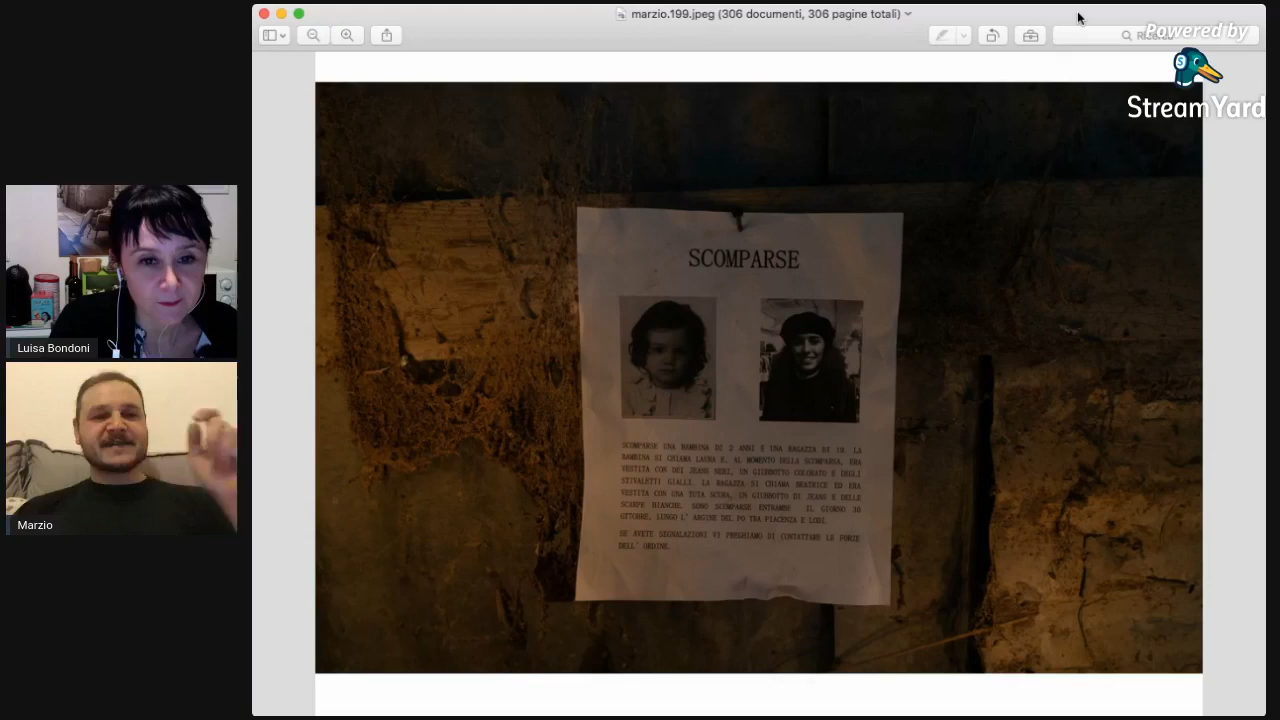 marzio.199.jpeg (306 documenti, 306 pagine totali)
Powered by
StreamYard
SCOMPARSE
SCOMPARSE UNA BAMBINA DI 2 ANNI E UNA RAGAZZA DI 19. LA
BAMBINA SI CHIAMA LAURA E, AL MOMENTO DELLA SCOMPARSA, ERA
VESTITA CON DEI JEANS NERI, UN GIUBBOTTO COLORATO E DEGLI
STIVALETTI GIALLI. LA RAGAZZA SI CHIAMA BEATRICE ED ERA
VESTITA CON UNA TUTA SCURA, UN GIUBBOTTO DI JEANS E DELLE
SCARPE BIANCHE. SONO SCOMPARSE ENTRAMBE IL GIORNO 30
OTTOBRE, LUNGO L' ARGINE DEL PO TRA PIACENZA E LODI.
SE AVETE SEGNALAZIONI VI PREGHIAMO DI CONTATTARE LE FORZE
DELL' ORDINE.
Luisa Bondoni
Marzio